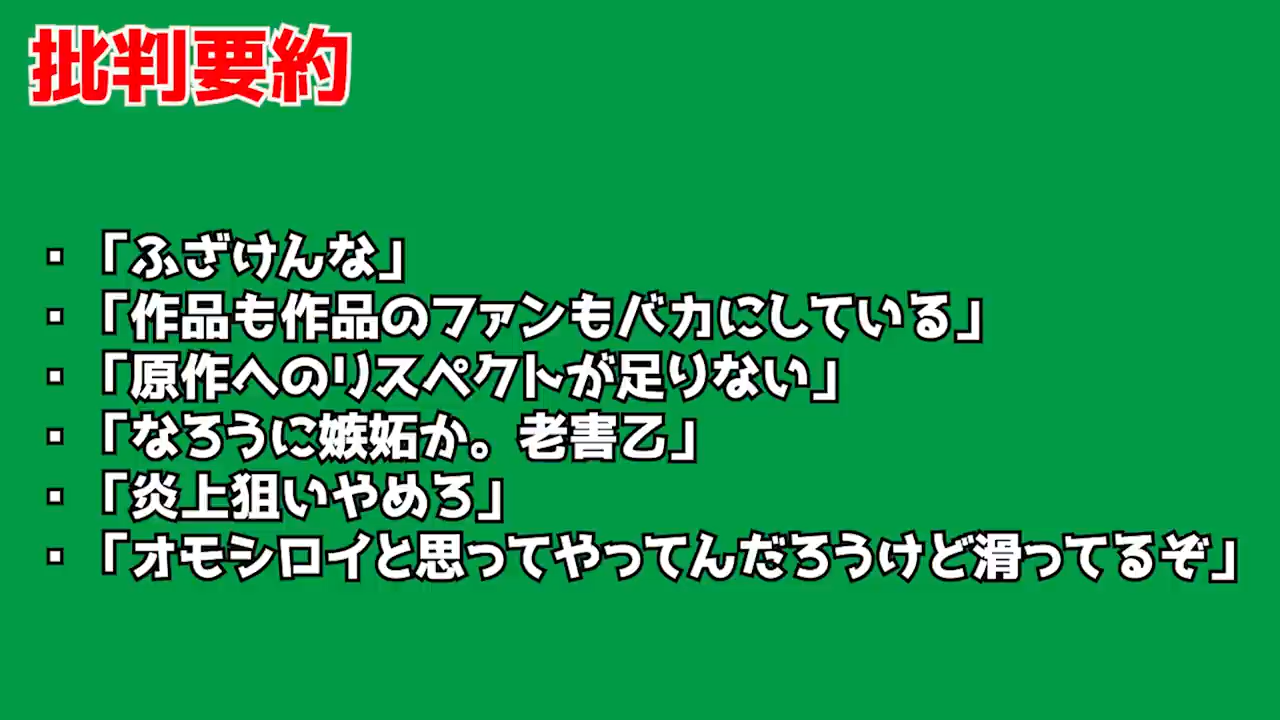 批判要約
・「ふざけんな」
・「作品も作品のファンもバカにしている」
・「原作へのリスペクトが足りない」
・「なろうに嫉妬か。老害乙」
・「炎上狙いやめろ」
・「オモシロイと思ってやってんだろうけど滑ってるぞ」